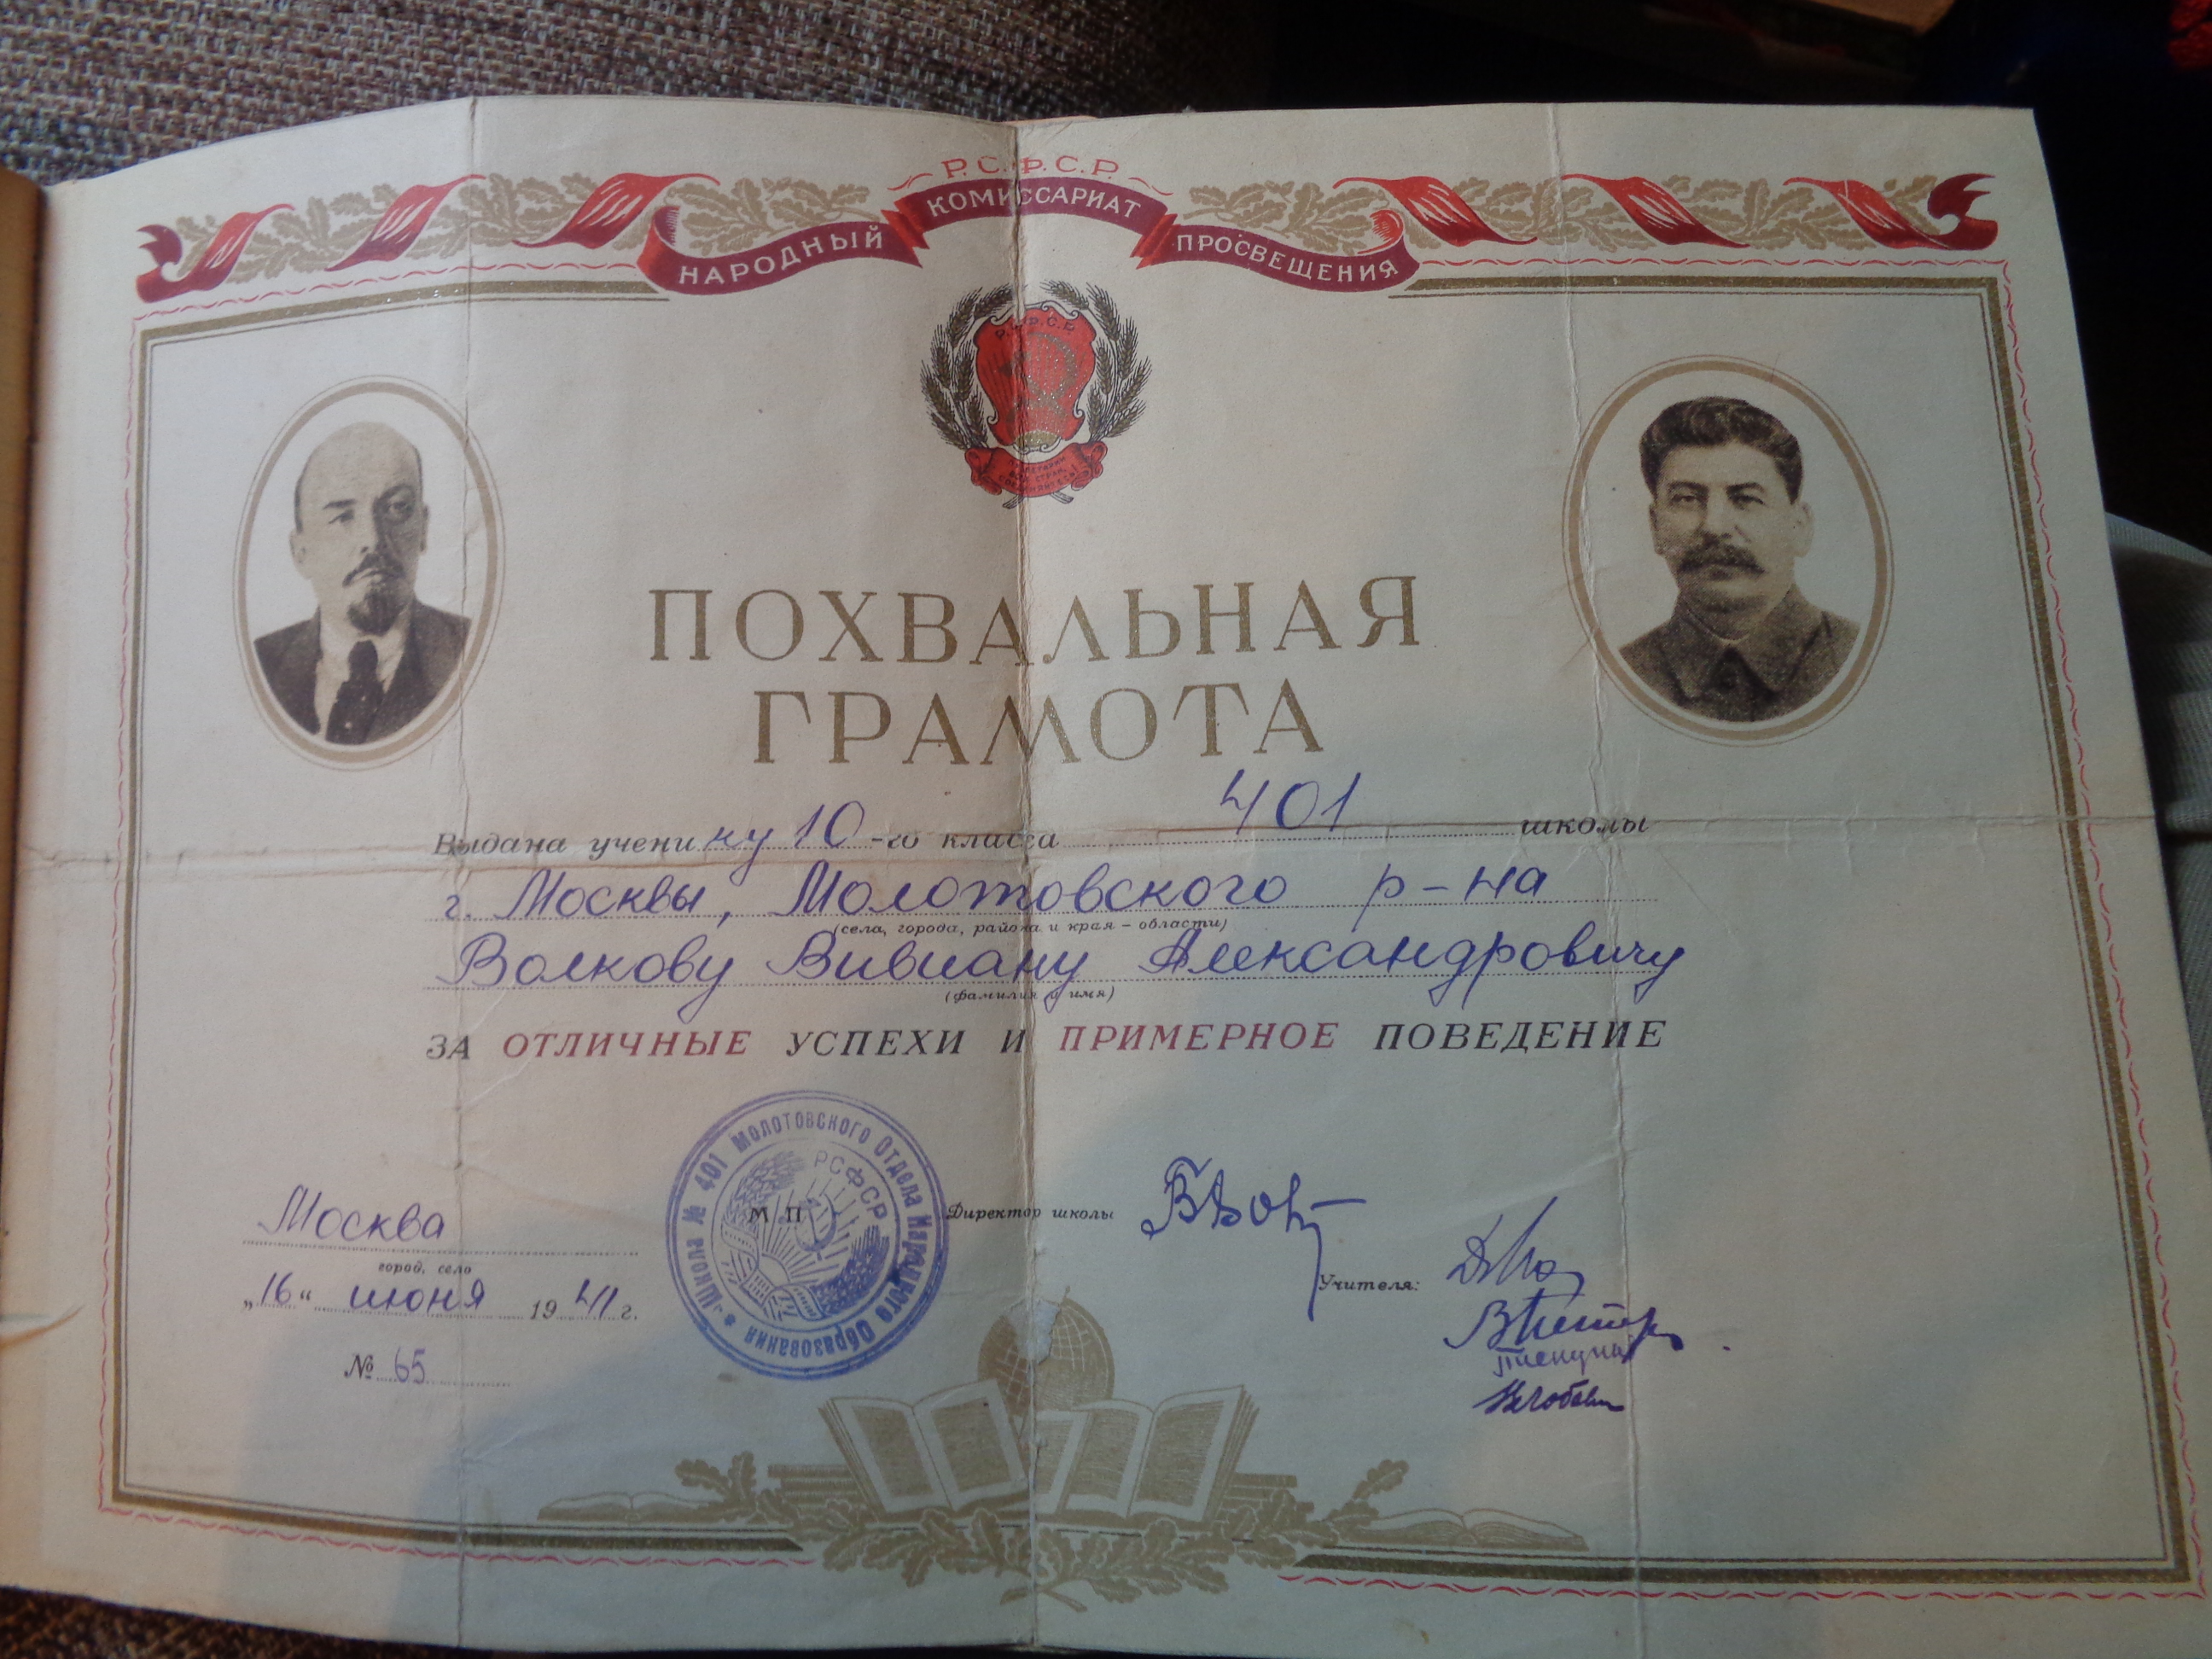 Р.С.Ф.С.Р.
НАРОДНЫЙ КОМИССАРИАТ ПРОСВЕЩЕНИЯ
Р.С.Ф.С.Р.
ПОХВАЛЬНАЯ
ГРАМОТА
Выдана ученику 10-го класса 401 школы
г. Москвы, Молотовского р-на
(села, города, района и края – области)
Волкову Вивиану Александровичу
(фамилия и имя)
ЗА ОТЛИЧНЫЕ УСПЕХИ И ПРИМЕРНОЕ ПОВЕДЕНИЕ
Школа № 401 Молотовского Отдела Народного Образования
РСФСР
М П
Директор школы
Москва
город, село
„16“ июня 1941 г.
Учителя:
№ 65